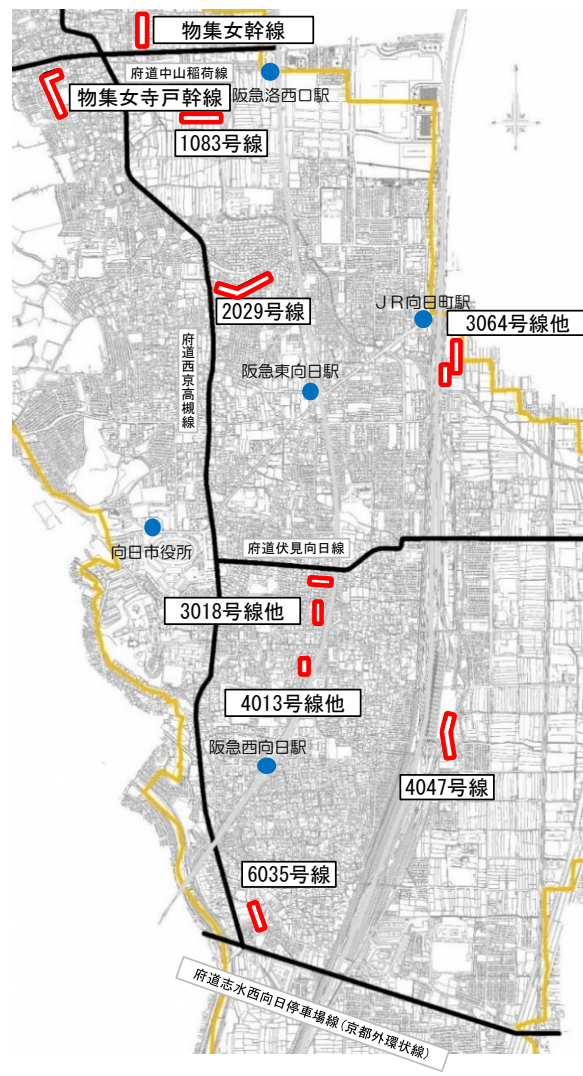 物集女幹線
府道中山稲荷線
物集女寺戸幹線
阪急洛西口駅
1083号線
2029号線
JR向日町駅
3064号線他
府道西京高槻線
阪急東向日駅
向日市役所
府道伏見向日線
3018号線他
4013号線他
阪急西向日駅
4047号線
6035号線
府道志水西向日停車場線(京都外環状線)